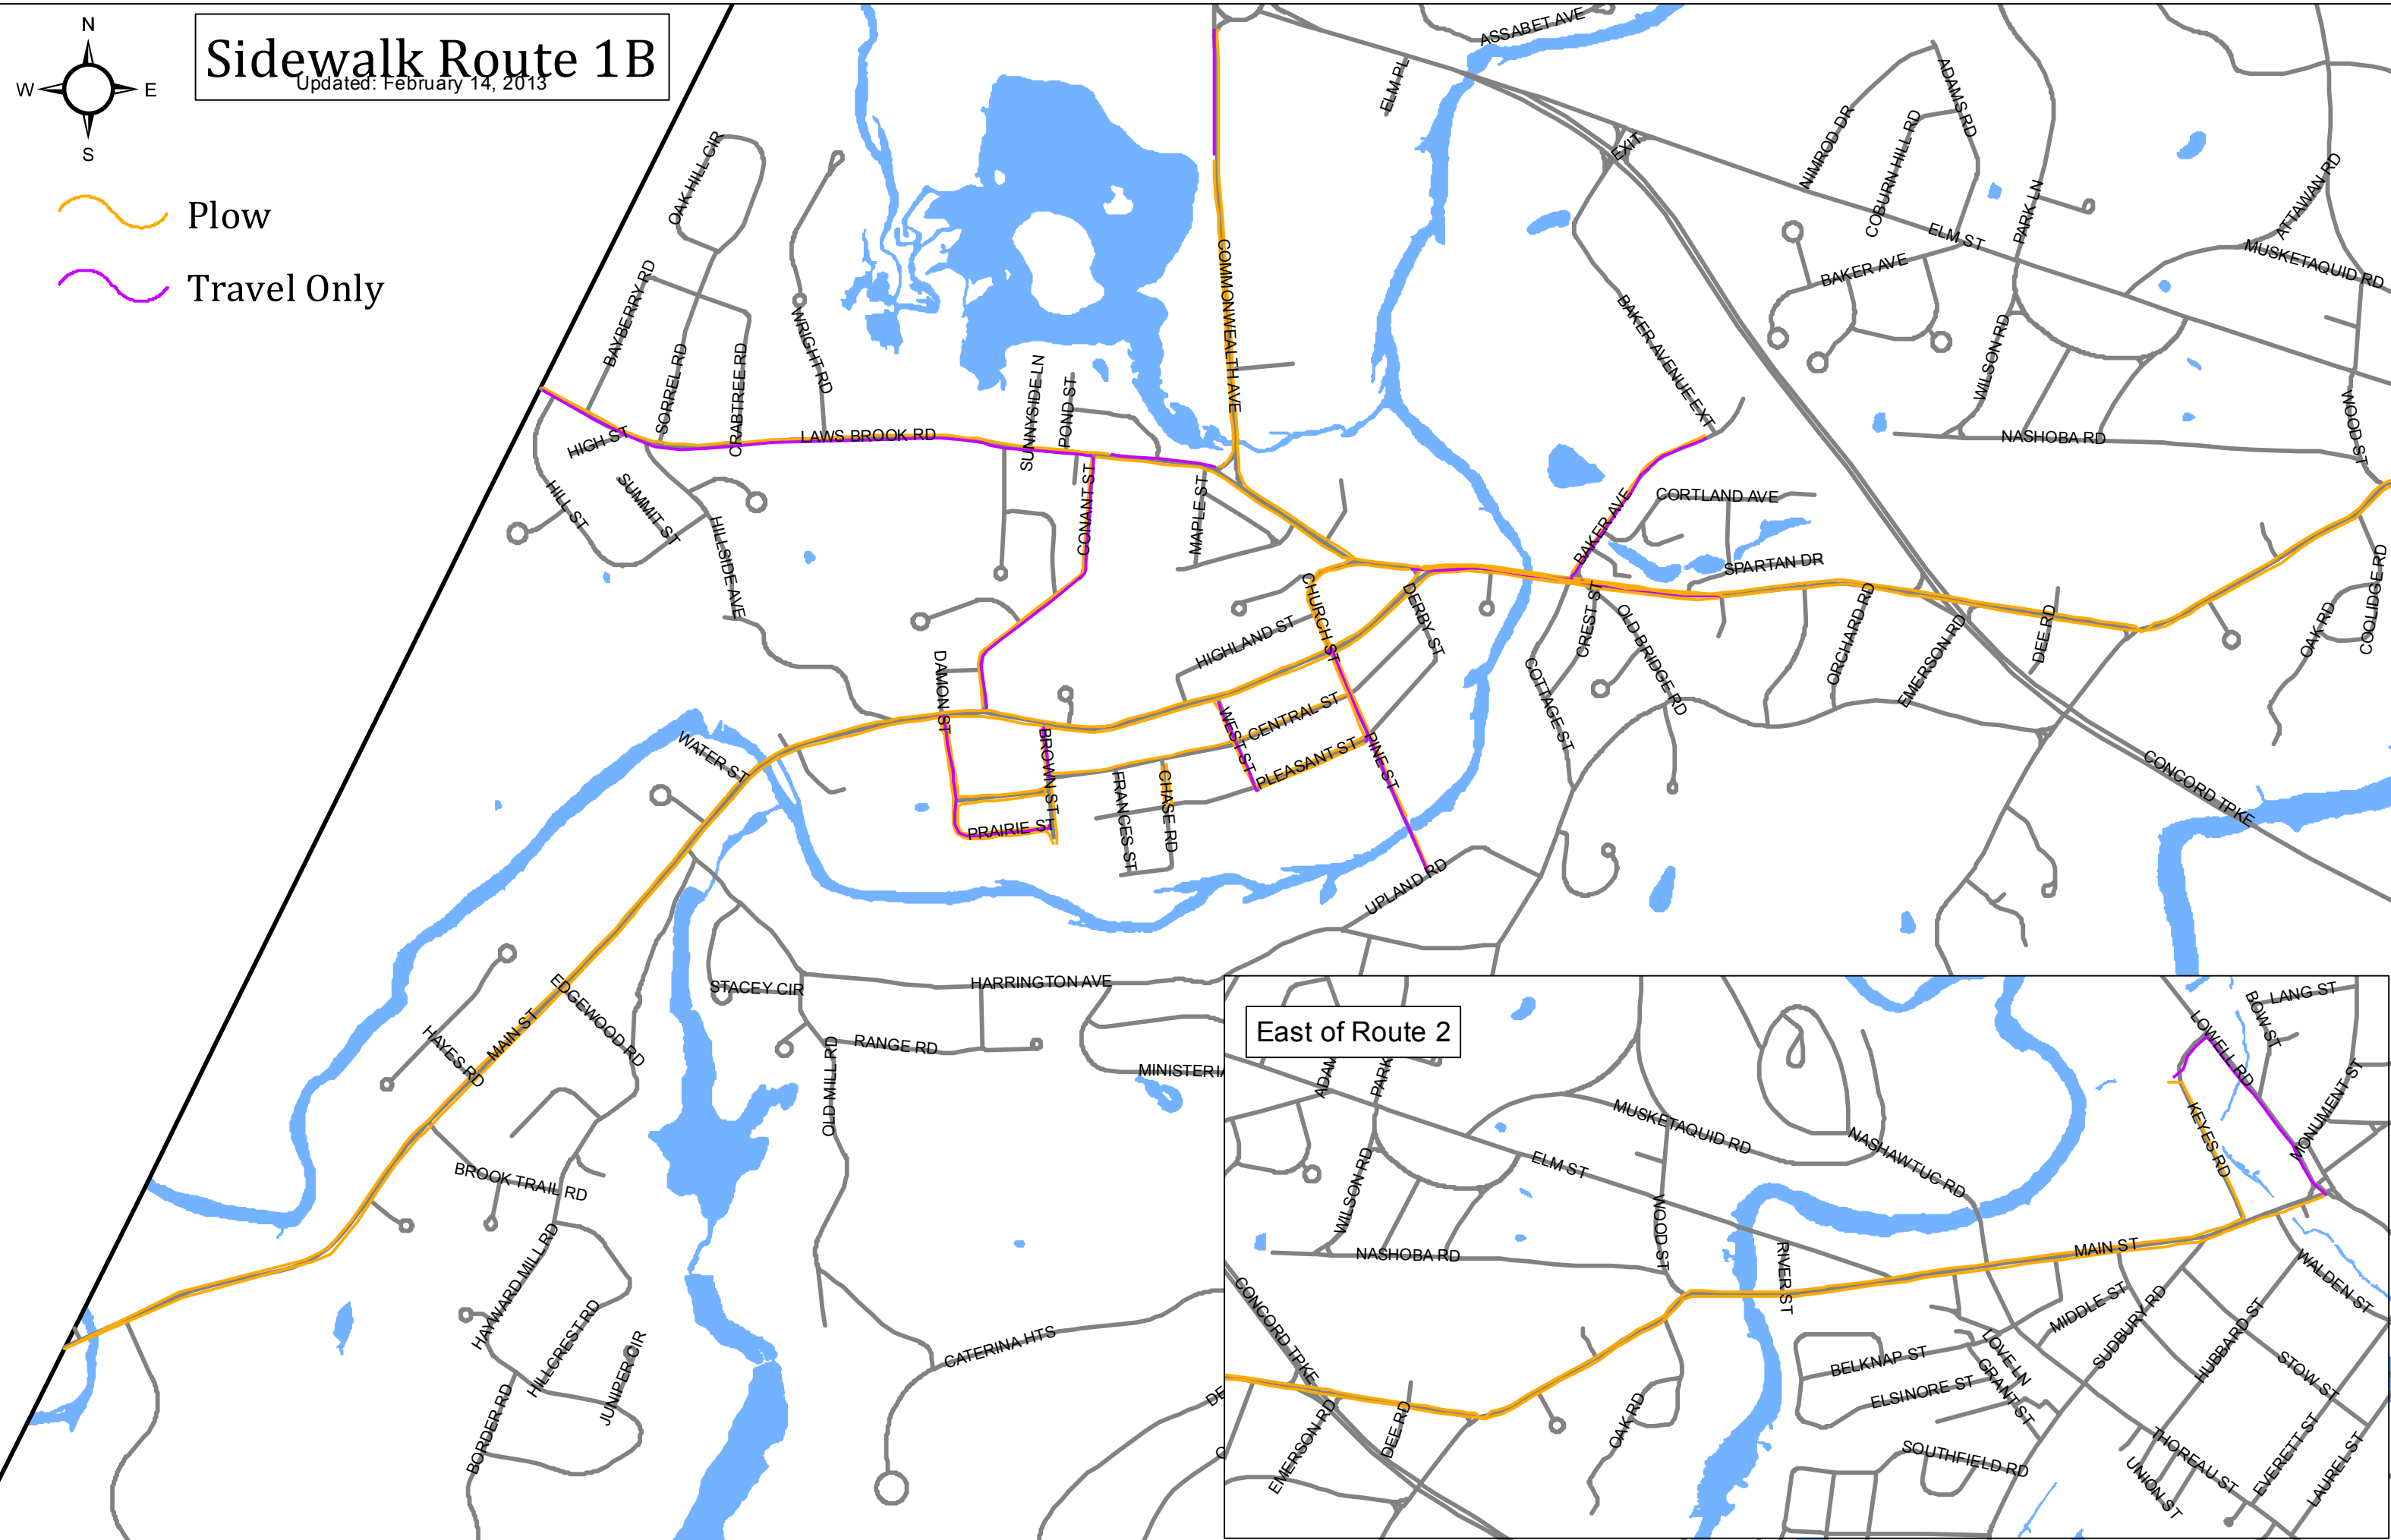 N
W
E
S
Sidewalk Route 1B
Updated: February 14, 2013
Plow
Travel Only
ASSABET AVE
ELM PL
EXIT
NIMROD DR
ADAMS RD
COBURN HILL RD
PARK LN
ATTAWAN RD
ELM ST
MUSKETAQUID RD
BAKER AVE
OAK HILL CIR
BAYBERRY RD
SORREL RD
CRABTREE RD
WRIGHT RD
COMMONWEALTH AVE
BAKER AVENUE EXT
WILSON RD
NASHOBA RD
WOOD ST
HIGH ST
LAWS BROOK RD
SUNNYSIDE LN
POND ST
HILL ST
SUMMIT ST
HILLSIDE AVE
CONANT ST
MAPLE ST
BAKER AVE
CORTLAND AVE
SPARTAN DR
CHURCH ST
DERBY ST
HIGHLAND ST
CREST ST
OLD BRIDGE RD
COTTAGE ST
ORCHARD RD
EMERSON RD
DEE RD
OAK RD
COOLIDGE RD
DAMON ST
WATER ST
BROWN ST
WEST ST
CENTRAL ST
PLEASANT ST
PINE ST
FRANCES ST
CHASE RD
PRAIRIE ST
UPLAND RD
CONCORD TPKE
STACEY CIR
HARRINGTON AVE
RANGE RD
OLD MILL RD
MINISTERIA
EDGEWOOD RD
MAIN ST
HAYES RD
BROOK TRAIL RD
HAYWARD MILL RD
HILLCREST RD
JUNIPER CIR
BORDER RD
CATERINA HTS
DE
East of Route 2
ADAM
PARK
LANG ST
BOW ST
LOWELL RD
MONUMENT ST
KEYES RD
MUSKETAQUID RD
NASHAWTUC RD
ELM ST
WILSON RD
NASHOBA RD
WOOD ST
RIVER ST
MAIN ST
WALDEN ST
CONCORD TPKE
MIDDLE ST
SUDBURY RD
HUBBARD ST
STOW ST
BELKNAP ST
LOVE LN
ELSINORE ST
GRANT ST
EMERSON RD
DEE RD
OAK RD
SOUTHFIELD RD
THOREAU ST
UNION ST
EVERETT ST
LAUREL ST